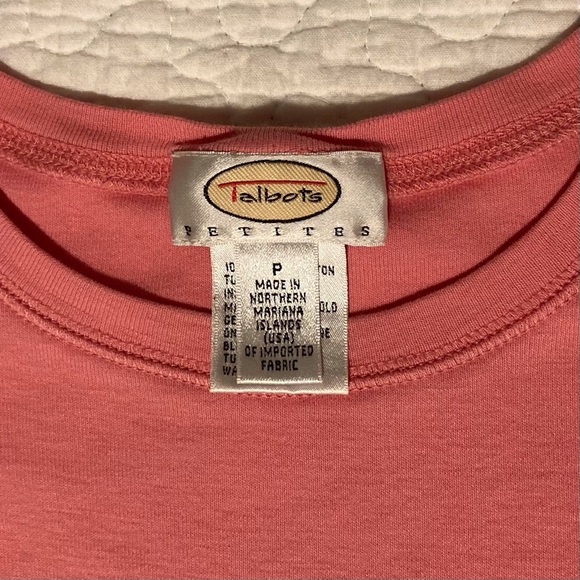 Talbots
PETITES
P
MADE IN
NORTHERN
MARIANA
ISLANDS
(USA)
OF IMPORTED
FABRIC